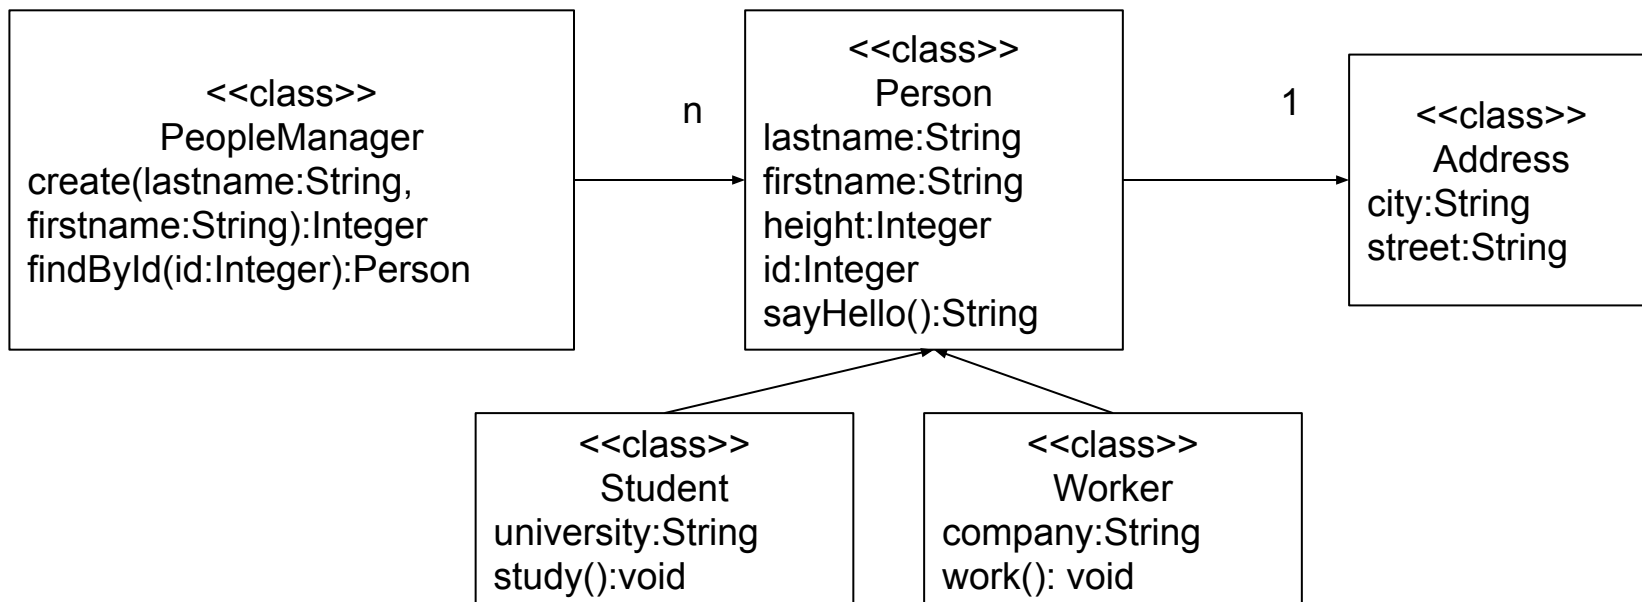 <<class>>
PeopleManager
create(lastname:String,
firstname:String):Integer
findById(id:Integer):Person
n
<<class>>
Person
lastname:String
firstname:String
height:Integer
id:Integer
sayHello():String
1
<<class>>
Address
city:String
street:String
<<class>>
Student
university:String
study():void
<<class>>
Worker
company:String
work(): void